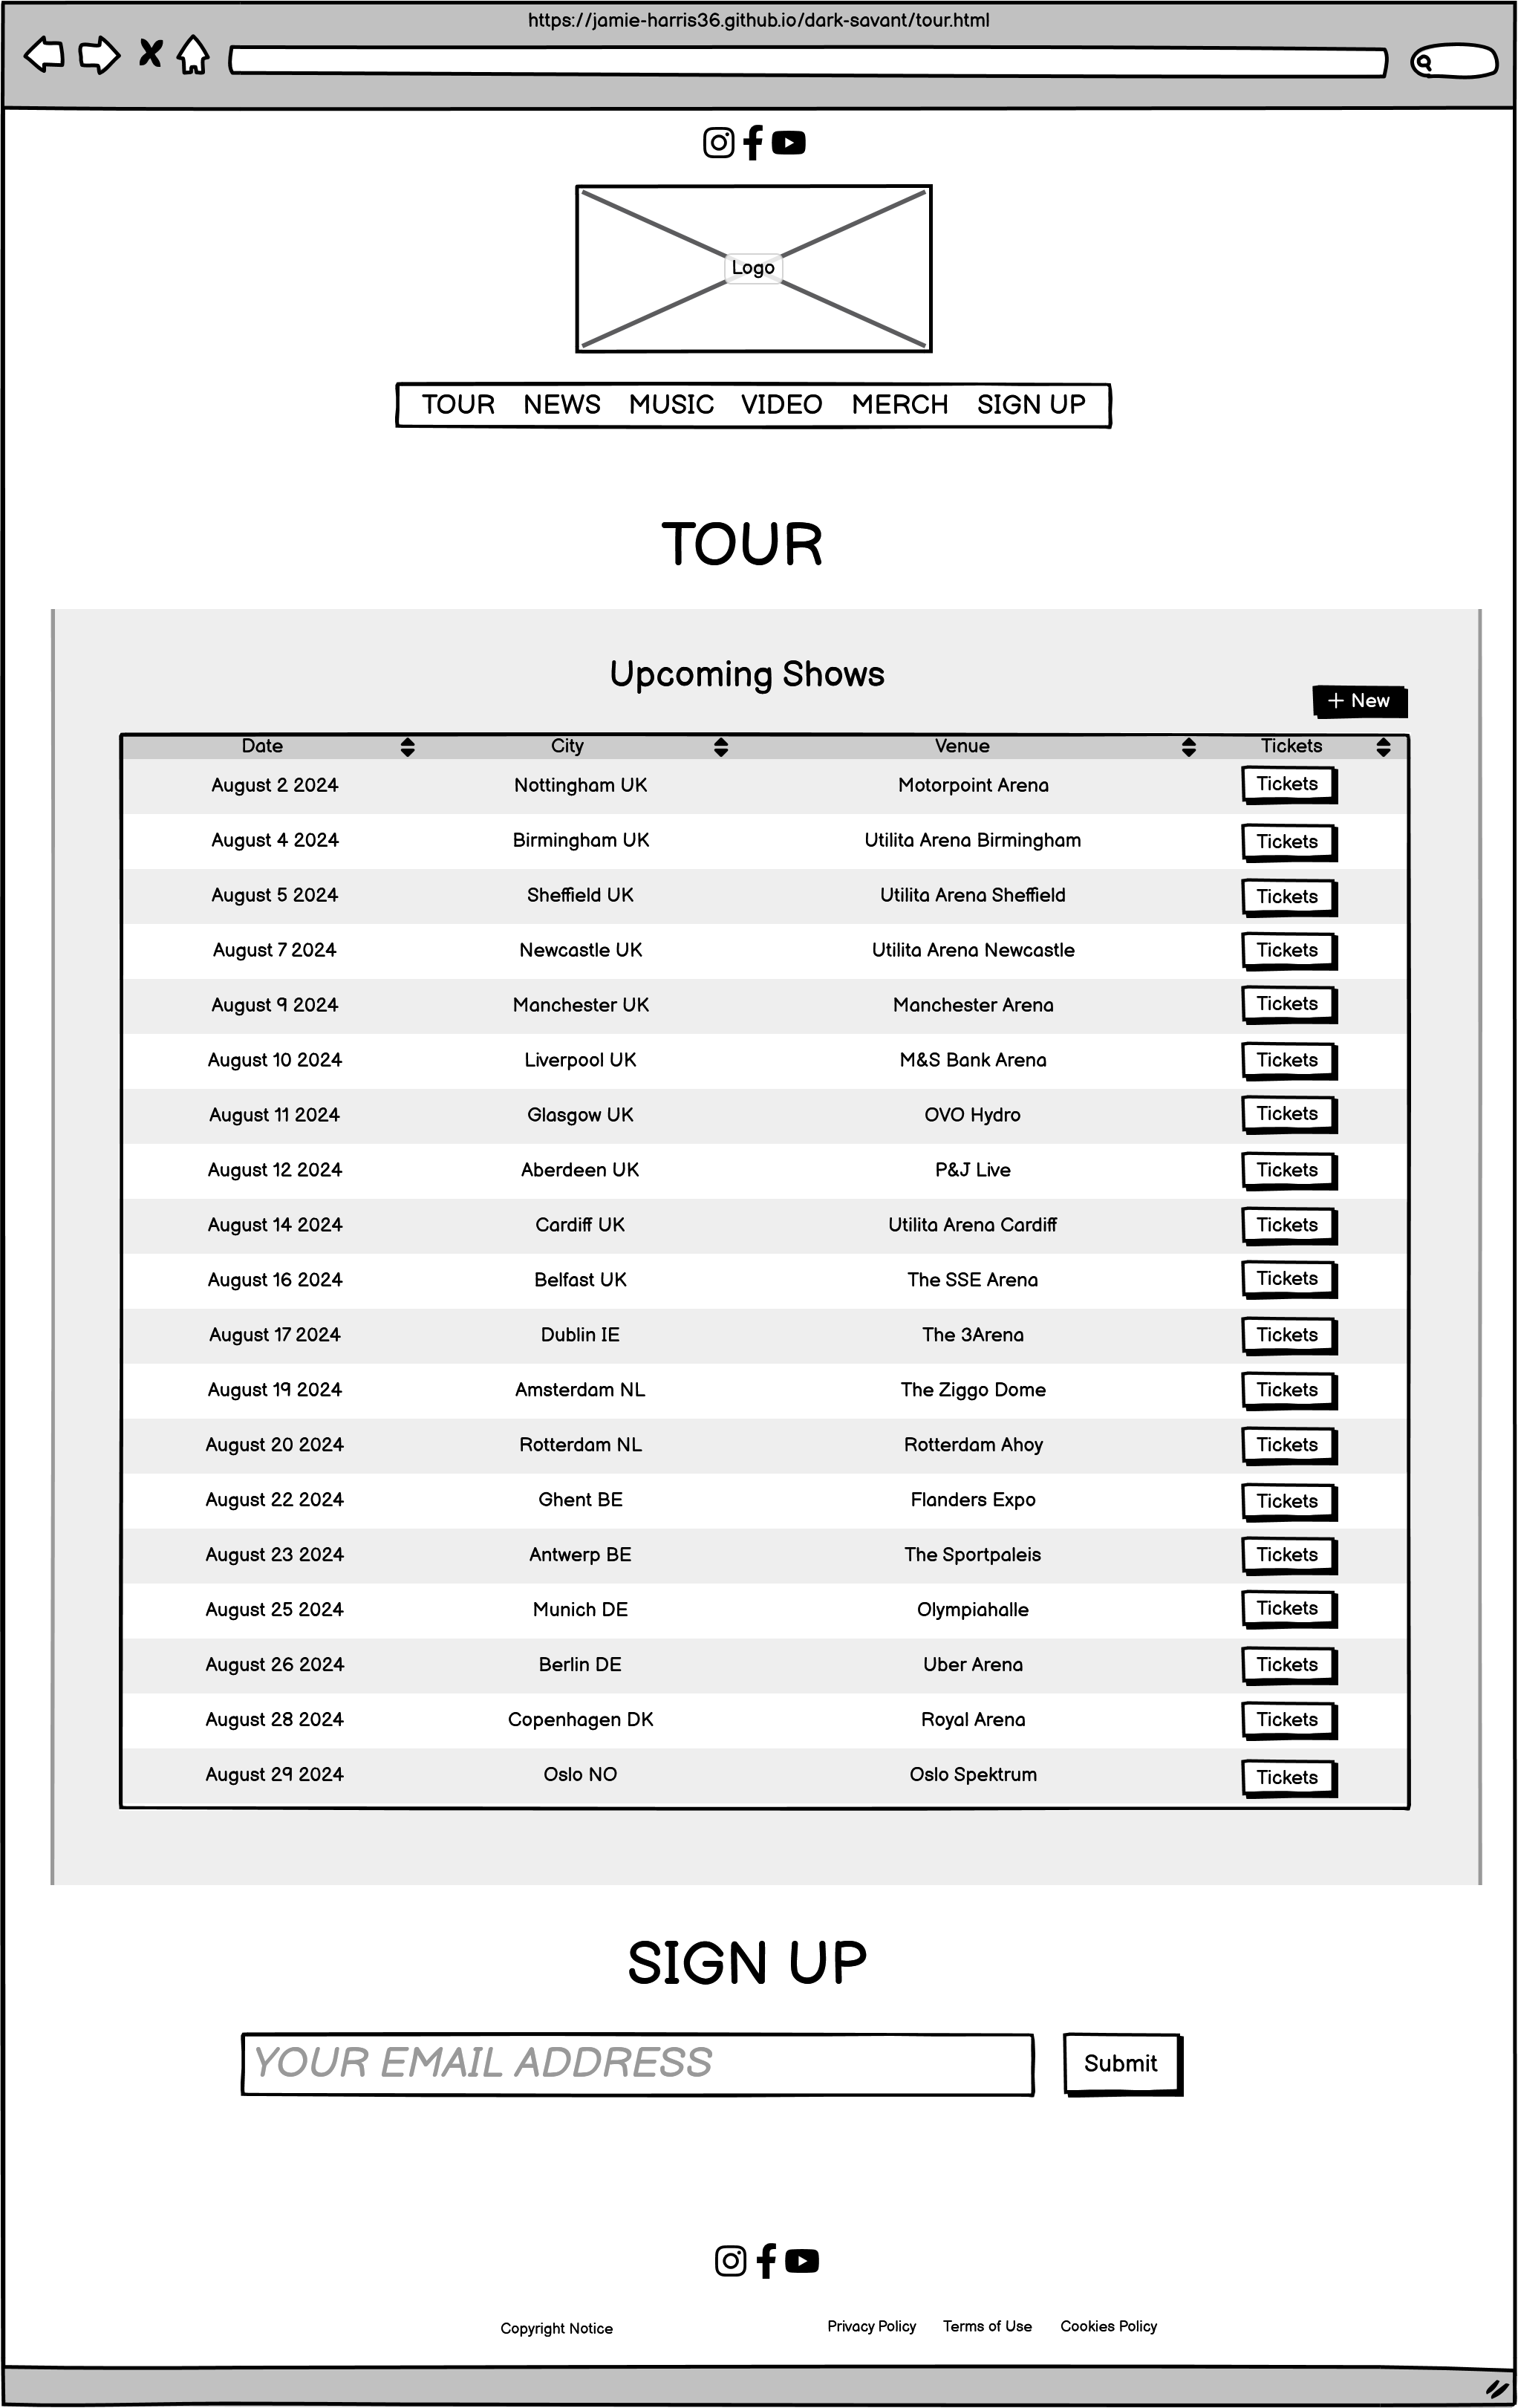 https://jamie-harris36.github.io/dark-savant/tour.html
Logo
TOUR NEWS MUSIC VIDEO MERCH SIGN UP
TOUR
Upcoming Shows
+ New
Date City Venue Tickets
August 2 2024 Nottingham UK Motorpoint Arena Tickets
August 4 2024 Birmingham UK Utilita Arena Birmingham Tickets
August 5 2024 Sheffield UK Utilita Arena Sheffield Tickets
August 7 2024 Newcastle UK Utilita Arena Newcastle Tickets
August 9 2024 Manchester UK Manchester Arena Tickets
August 10 2024 Liverpool UK M&S Bank Arena Tickets
August 11 2024 Glasgow UK OVO Hydro Tickets
August 12 2024 Aberdeen UK P&J Live Tickets
August 14 2024 Cardiff UK Utilita Arena Cardiff Tickets
August 16 2024 Belfast UK The SSE Arena Tickets
August 17 2024 Dublin IE The 3Arena Tickets
August 19 2024 Amsterdam NL The Ziggo Dome Tickets
August 20 2024 Rotterdam NL Rotterdam Ahoy Tickets
August 22 2024 Ghent BE Flanders Expo Tickets
August 23 2024 Antwerp BE The Sportpaleis Tickets
August 25 2024 Munich DE Olympiahalle Tickets
August 26 2024 Berlin DE Uber Arena Tickets
August 28 2024 Copenhagen DK Royal Arena Tickets
August 29 2024 Oslo NO Oslo Spektrum Tickets
SIGN UP
YOUR EMAIL ADDRESS Submit
Copyright Notice Privacy Policy Terms of Use Cookies Policy